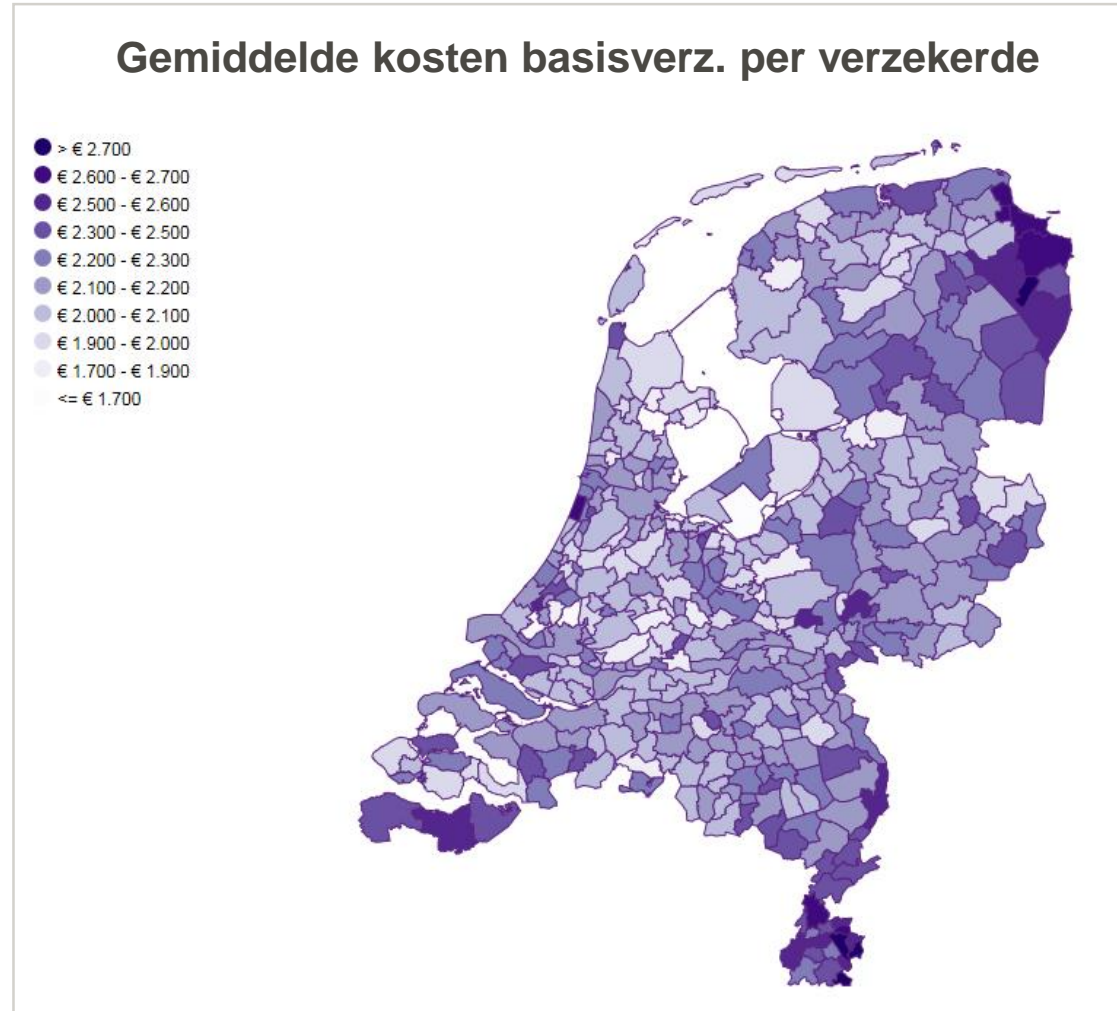 Gemiddelde kosten basisverz. per verzekerde
> € 2.700
€ 2.600 - € 2.700
€ 2.500 - € 2.600
€ 2.300 - € 2.500
€ 2.200 - € 2.300
€ 2.100 - € 2.200
€ 2.000 - € 2.100
€ 1.900 - € 2.000
€ 1.700 - € 1.900
<= € 1.700